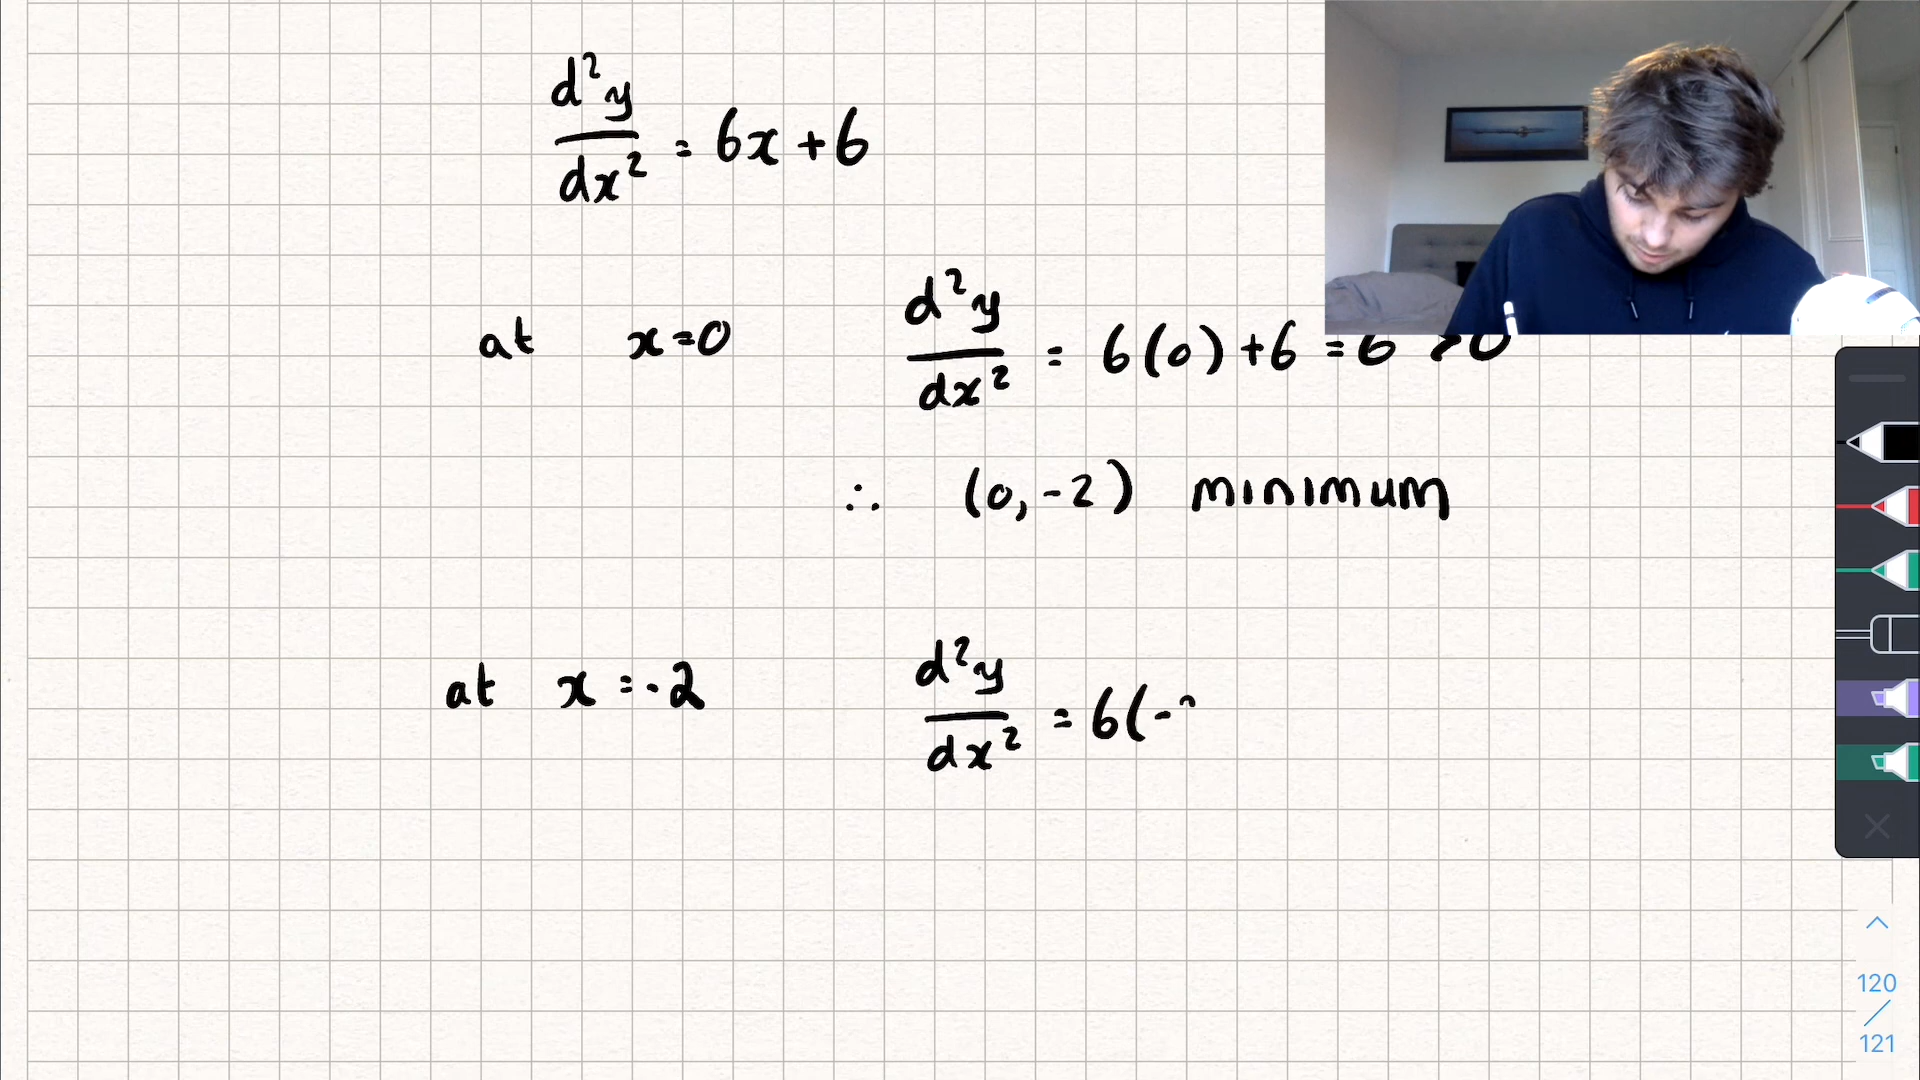 d²y/dx² = 6x + 6
at x=0 d²y/dx² = 6(0) + 6 = 6 > 0
∴ (0, -2) minimum
at x = -2 d²y/dx² = 6(-
120
/
121